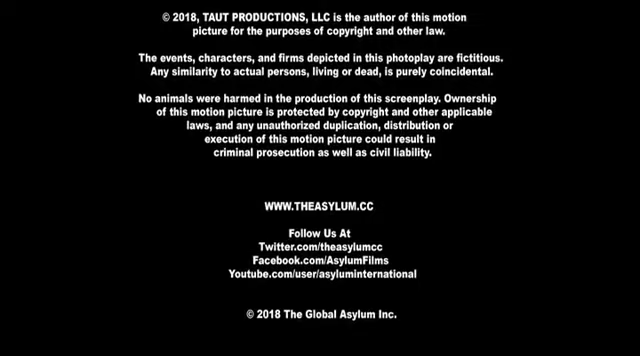 © 2018, TAUT PRODUCTIONS, LLC is the author of this motion
picture for the purposes of copyright and other law.
The events, characters, and firms depicted in this photoplay are fictitious.
Any similarity to actual persons, living or dead, is purely coincidental.
No animals were harmed in the production of this screenplay. Ownership
of this motion picture is protected by copyright and other applicable
laws, and any unauthorized duplication, distribution or
execution of this motion picture could result in
criminal prosecution as well as civil liability.
WWW.THEASYLUM.CC
Follow Us At
Twitter.com/theasylumcc
Facebook.com/AsylumFilms
Youtube.com/user/asyluminternational
© 2018 The Global Asylum Inc.